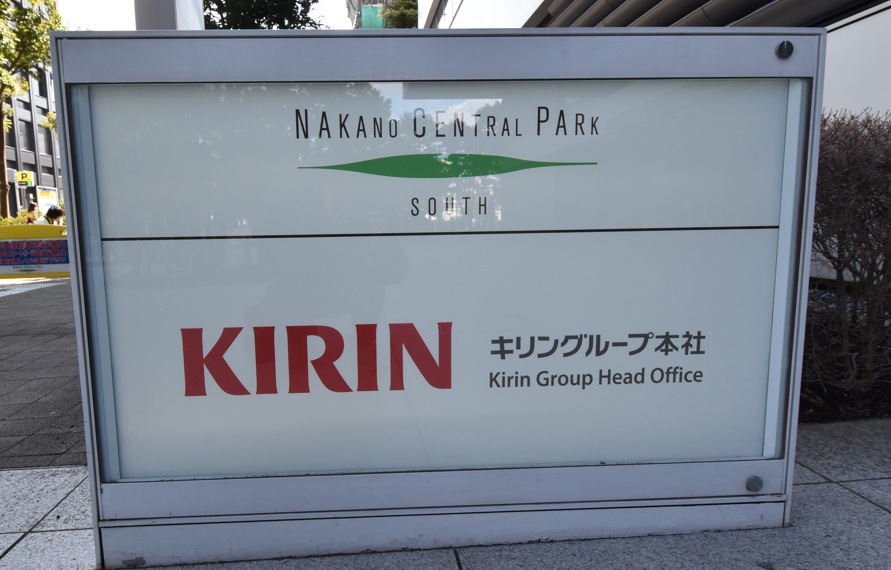 NAKANO CENTRAL PARK
SOUTH
KIRIN
キリングループ本社
Kirin Group Head Office
P